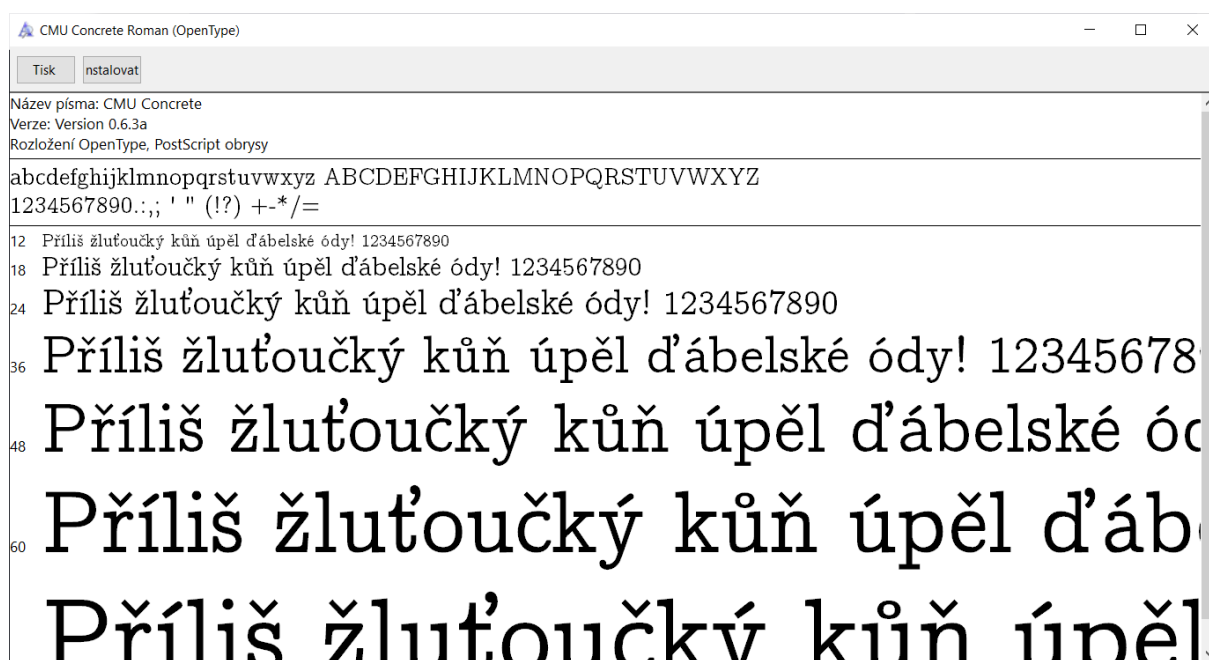 CMU Concrete Roman (OpenType)
Tisk nstalovat
Název písma: CMU Concrete
Verze: Version 0.6.3a
Rozložení OpenType, PostScript obrysy
abcdefghijklmnopqrstuvwxyz ABCDEFGHIJKLMNOPQRSTUVWXYZ
1234567890.:,; ' " (!?) +-*/=
12 Příliš žluťoučký kůň úpěl ďábelské ódy! 1234567890
18 Příliš žluťoučký kůň úpěl ďábelské ódy! 1234567890
24 Příliš žluťoučký kůň úpěl ďábelské ódy! 1234567890
36 Příliš žluťoučký kůň úpěl ďábelské ódy! 12345678
48 Příliš žluťoučký kůň úpěl ďábelské ó
60 Příliš žluťoučký kůň úpěl ďáb
Příliš žluťoučký kůň úpěl